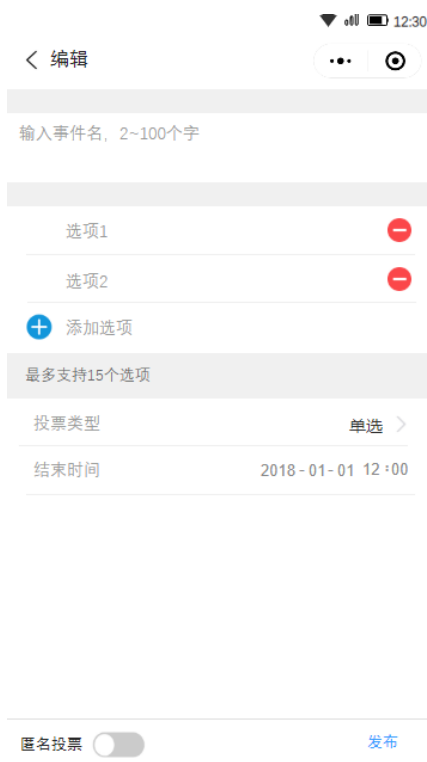 12:30
编辑
输入事件名，2~100个字
选项1
选项2
添加选项
最多支持15个选项
投票类型 单选
结束时间 2018-01-01 12:00
匿名投票 发布